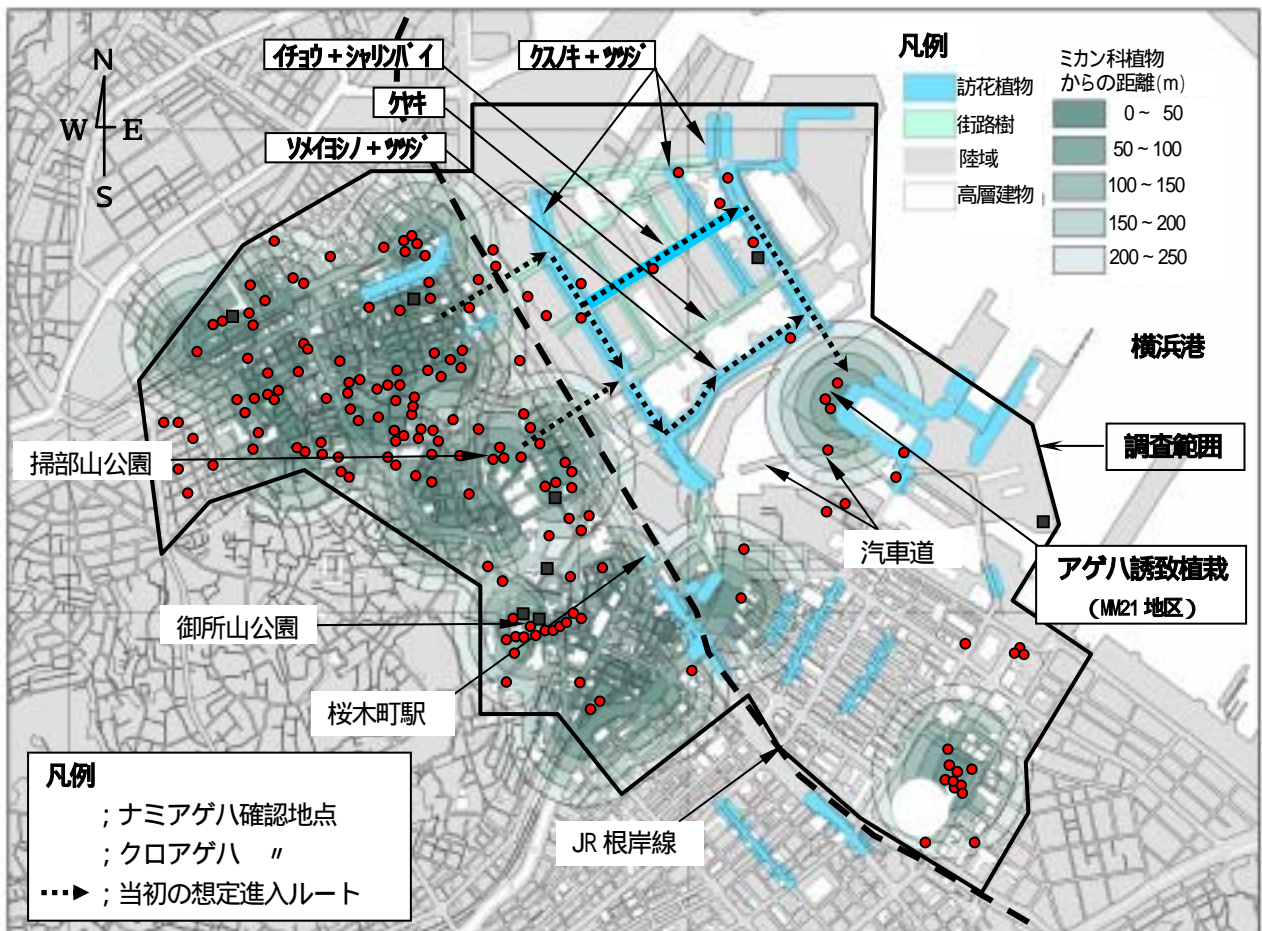 N
W E
S
イチョウ+シャリンバイ
ケヤキ
ソメイヨシノ+ツツジ
クスノキ+ツツジ
凡例
訪花植物
街路樹
陸域
高層建物
ミカン科植物
からの距離(m)
0~ 50
50~100
100~150
150~200
200~250
横浜港
調査範囲
掃部山公園
汽車道
アゲハ誘致植栽
(MM21 地区)
御所山公園
桜木町駅
JR 根岸線
凡例
;ナミアゲハ確認地点
;クロアゲハ 〃
;当初の想定進入ルート